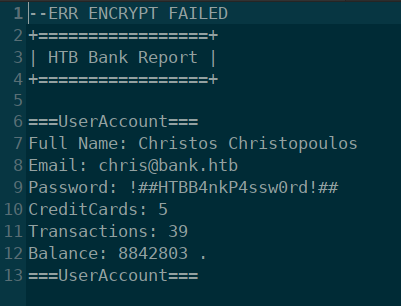 1 --ERR ENCRYPT FAILED
2 +=================+
3 | HTB Bank Report |
4 +=================+
5
6 ===UserAccount===
7 Full Name: Christos Christopoulos
8 Email: chris@bank.htb
9 Password: !##HTBB4nkP4ssw0rd!##
10 CreditCards: 5
11 Transactions: 39
12 Balance: 8842803 .
13 ===UserAccount===